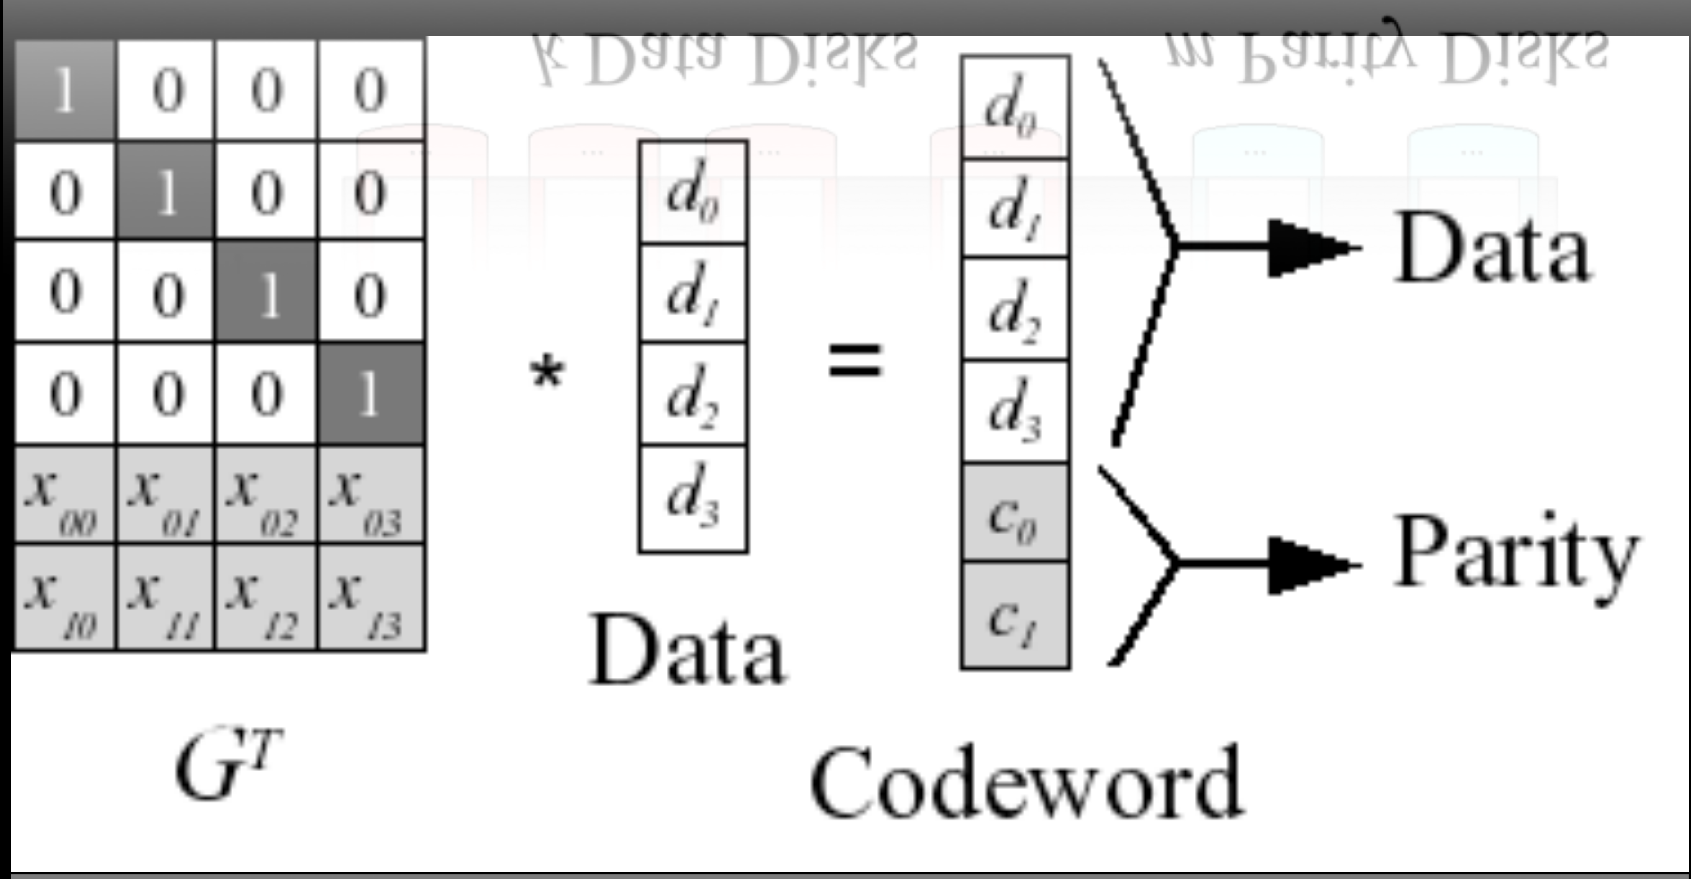 k Data Disks
m Parity Disks
1 0 0 0
0 1 0 0
0 0 1 0
0 0 0 1
x00 x01 x02 x03
x10 x11 x12 x13
G^T
*
d0
d1
d2
d3
Data
=
d0
d1
d2
d3
c0
c1
Codeword
Data
Parity
...
...
...
...
...
...